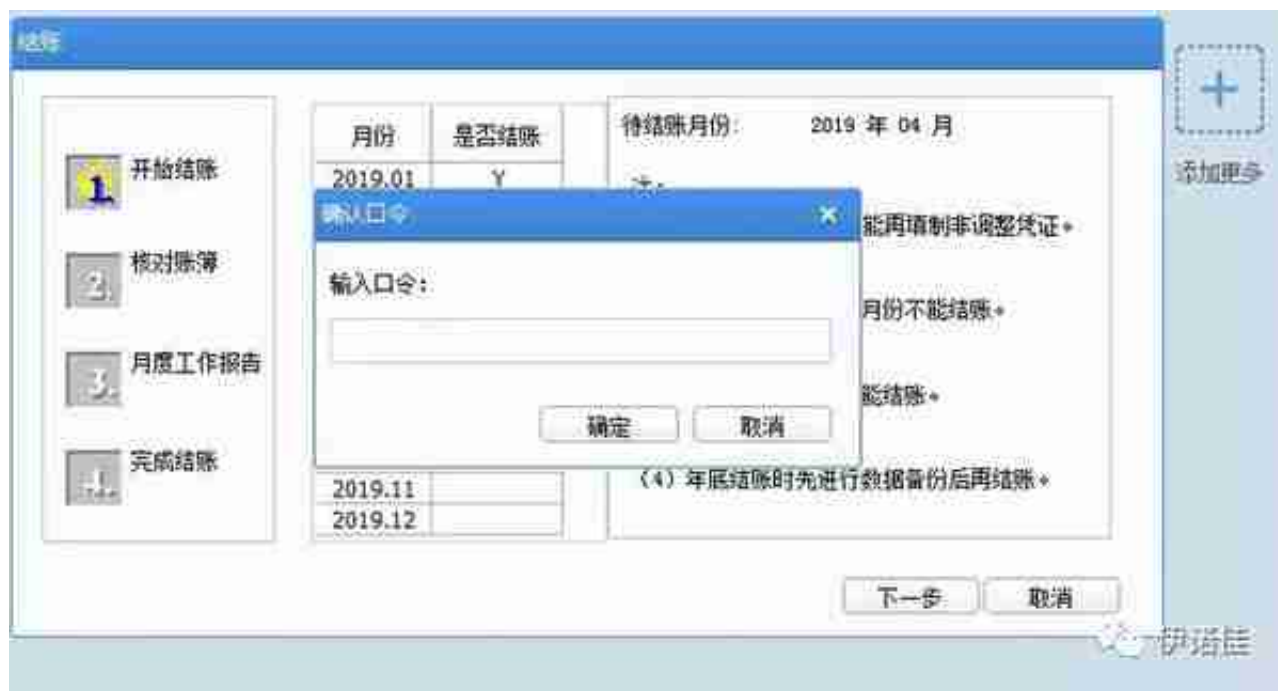 结账
添加更多
1.
开始结账
2.
核对账簿
3.
月度工作报告
4.
完成结账
月份 是否结账
2019.01 Y
2019.11
2019.12
待结账月份: 2019 年 04 月
能再填制非调整凭证。
月份不能结账。
能结账。
(4) 年底结账时先进行数据备份后再结账。
确认口令
输入口令:
确定 取消
下一步 取消
伊诺佳